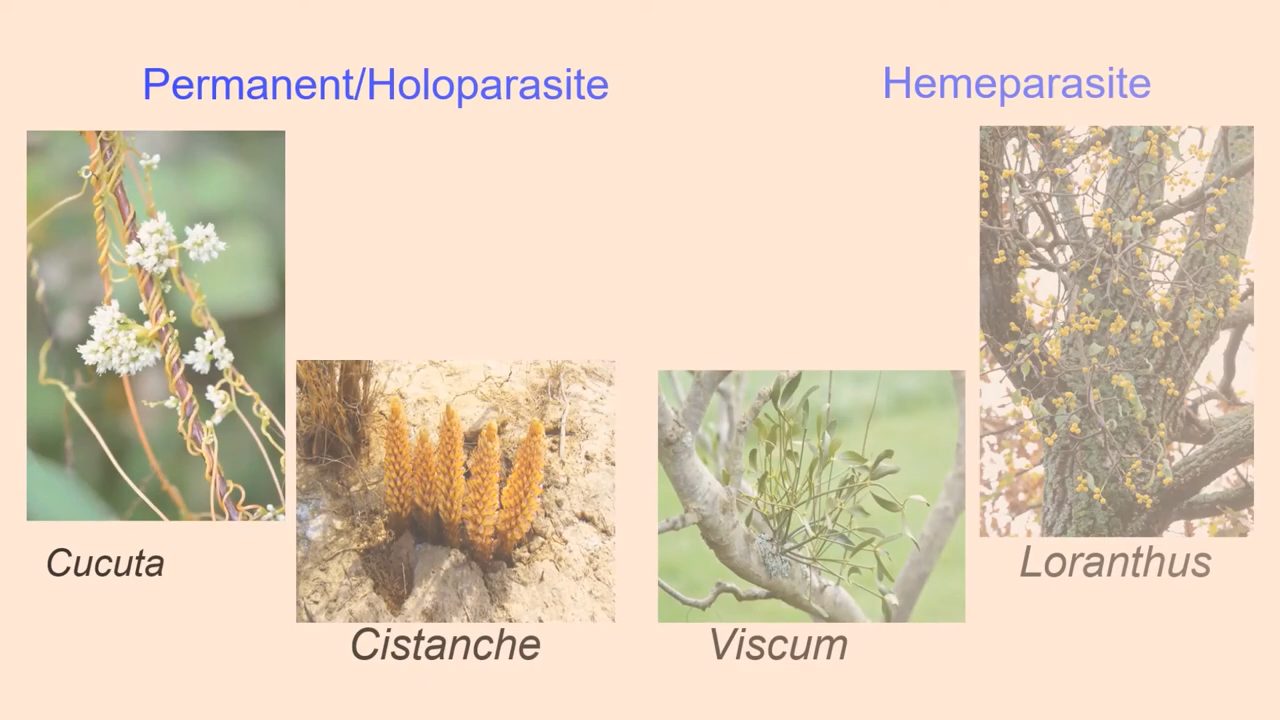 Permanent/Holoparasite
Hemeparasite
Cucuta
Cistanche
Viscum
Loranthus